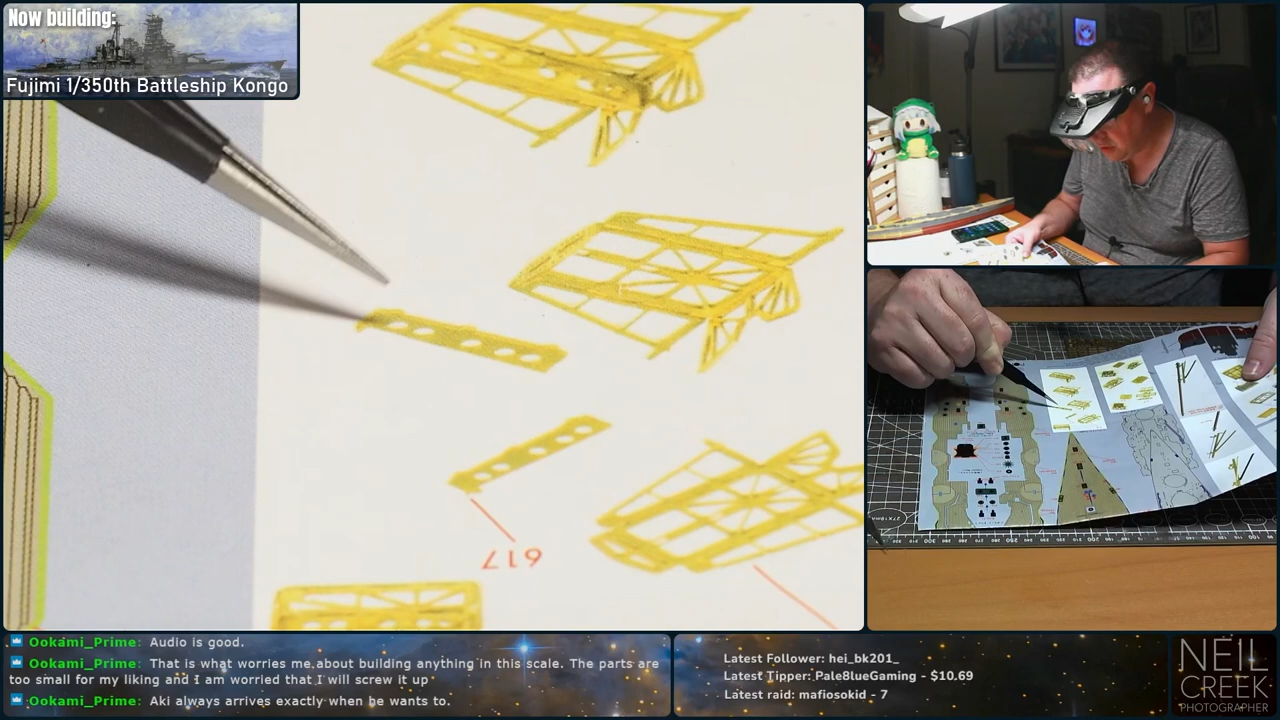 Now building:
Fujimi 1/350th Battleship Kongo
617
Ookami_Prime: Audio is good.
Ookami_Prime: That is what worries me about building anything in this scale. The parts are
too small for my liking and I am worried that I will screw it up
Ookami_Prime: Aki always arrives exactly when he wants to.
Latest Follower: hei_bk201_
Latest Tipper: Pale8lueGaming - $10.69
Latest raid: mafiosokid - 7
NEIL
CREEK
PHOTOGRAPHER